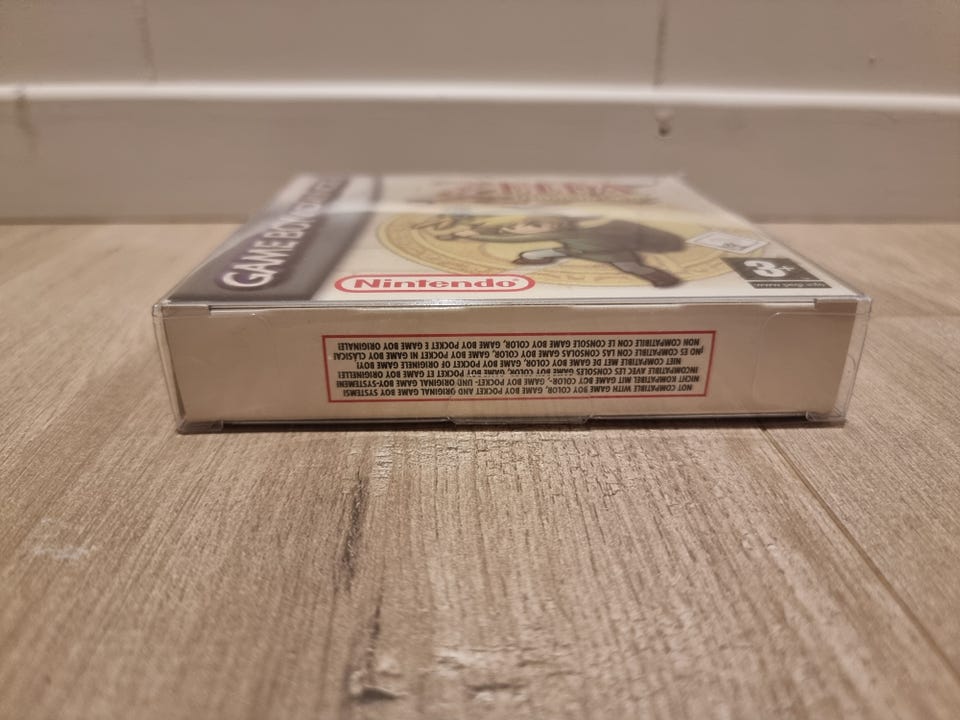 GAME BOY ADVANCE
ZELDA
Nintendo
3+
www.pegi.info
NOT COMPATIBLE WITH GAME BOY COLOR, GAME BOY POCKET AND ORIGINAL GAME BOY SYSTEMS!
NICHT KOMPATIBEL MIT GAME BOY COLOR-, GAME BOY POCKET- UND ORIGINAL GAME BOY-SYSTEMEN!
INCOMPATIBLE AVEC LES CONSOLES GAME BOY COLOR, GAME BOY POCKET ET GAME BOY ORIGINELLE!
NIET COMPATIBLE MET DE GAME BOY COLOR, GAME BOY POCKET OF ORIGINELE GAME BOY!
¡NO ES COMPATIBLE CON LAS CONSOLAS GAME BOY COLOR, GAME BOY POCKET NI GAME BOY CLÁSICA!
NON COMPATIBILE CON LE CONSOLE GAME BOY COLOR, GAME BOY POCKET E GAME BOY ORIGINALE!